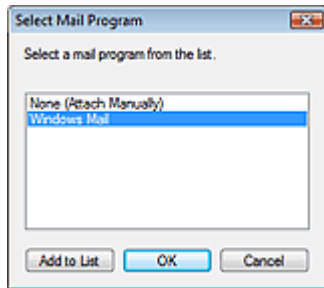 Select Mail Program
Select a mail program from the list.
None (Attach Manually)
Windows Mail
Add to List
OK
Cancel